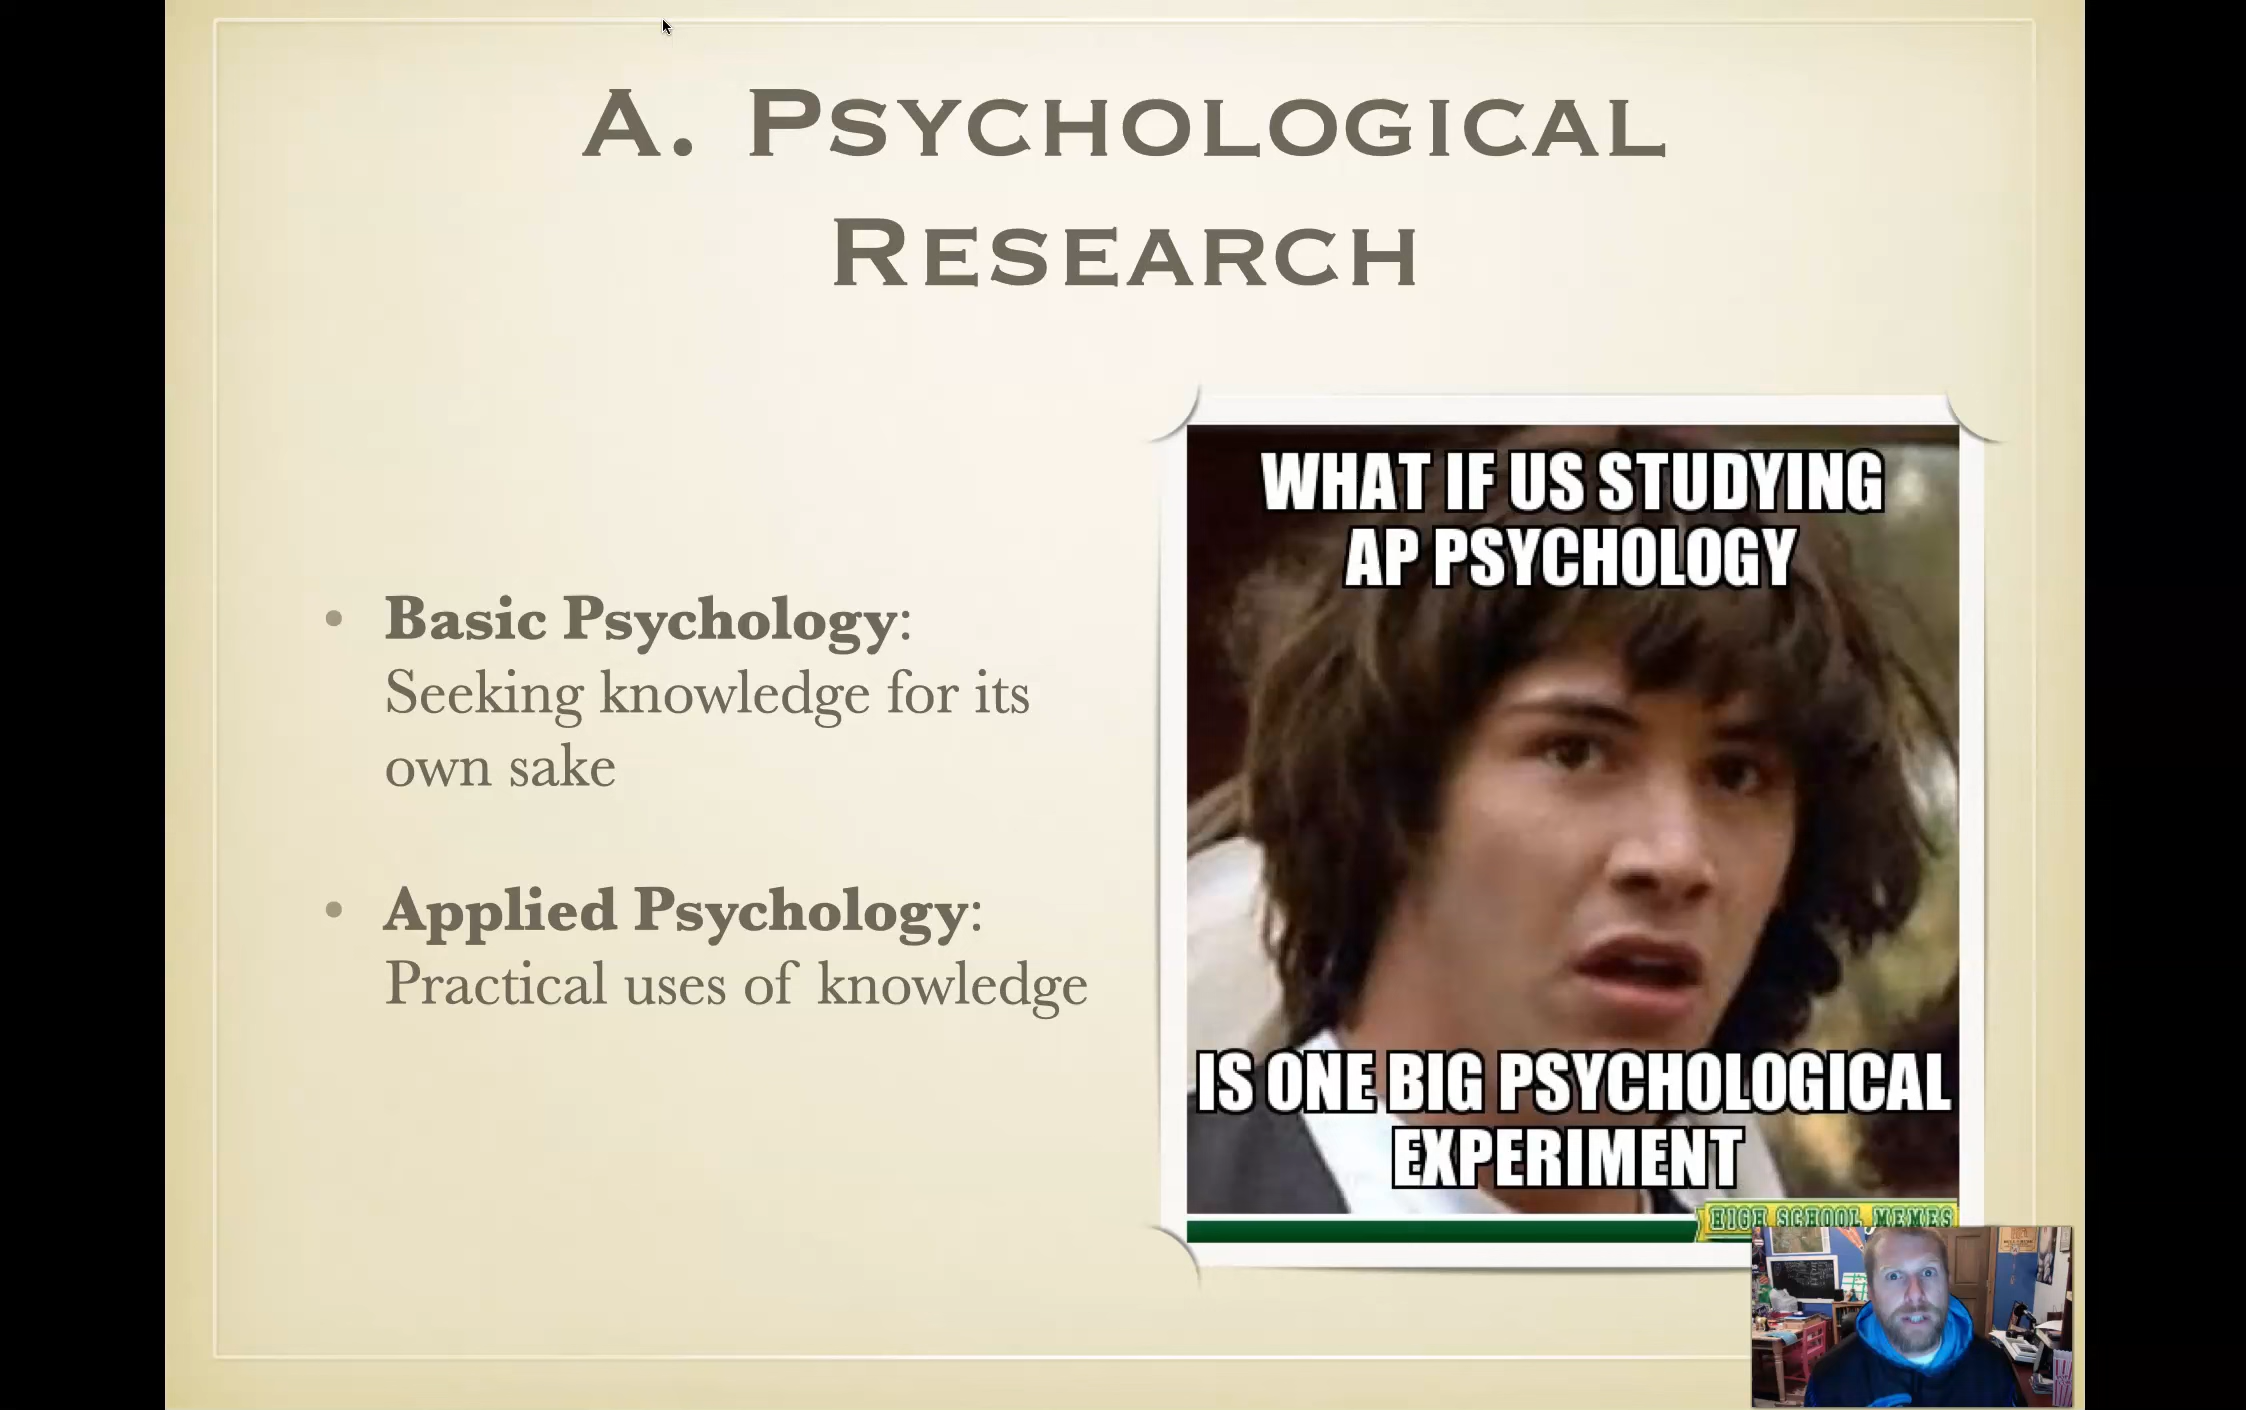 A. PSYCHOLOGICAL
RESEARCH
• Basic Psychology:
Seeking knowledge for its
own sake
• Applied Psychology:
Practical uses of knowledge
WHAT IF US STUDYING
AP PSYCHOLOGY
IS ONE BIG PSYCHOLOGICAL
EXPERIMENT
HIGH SCHOOL MEMES